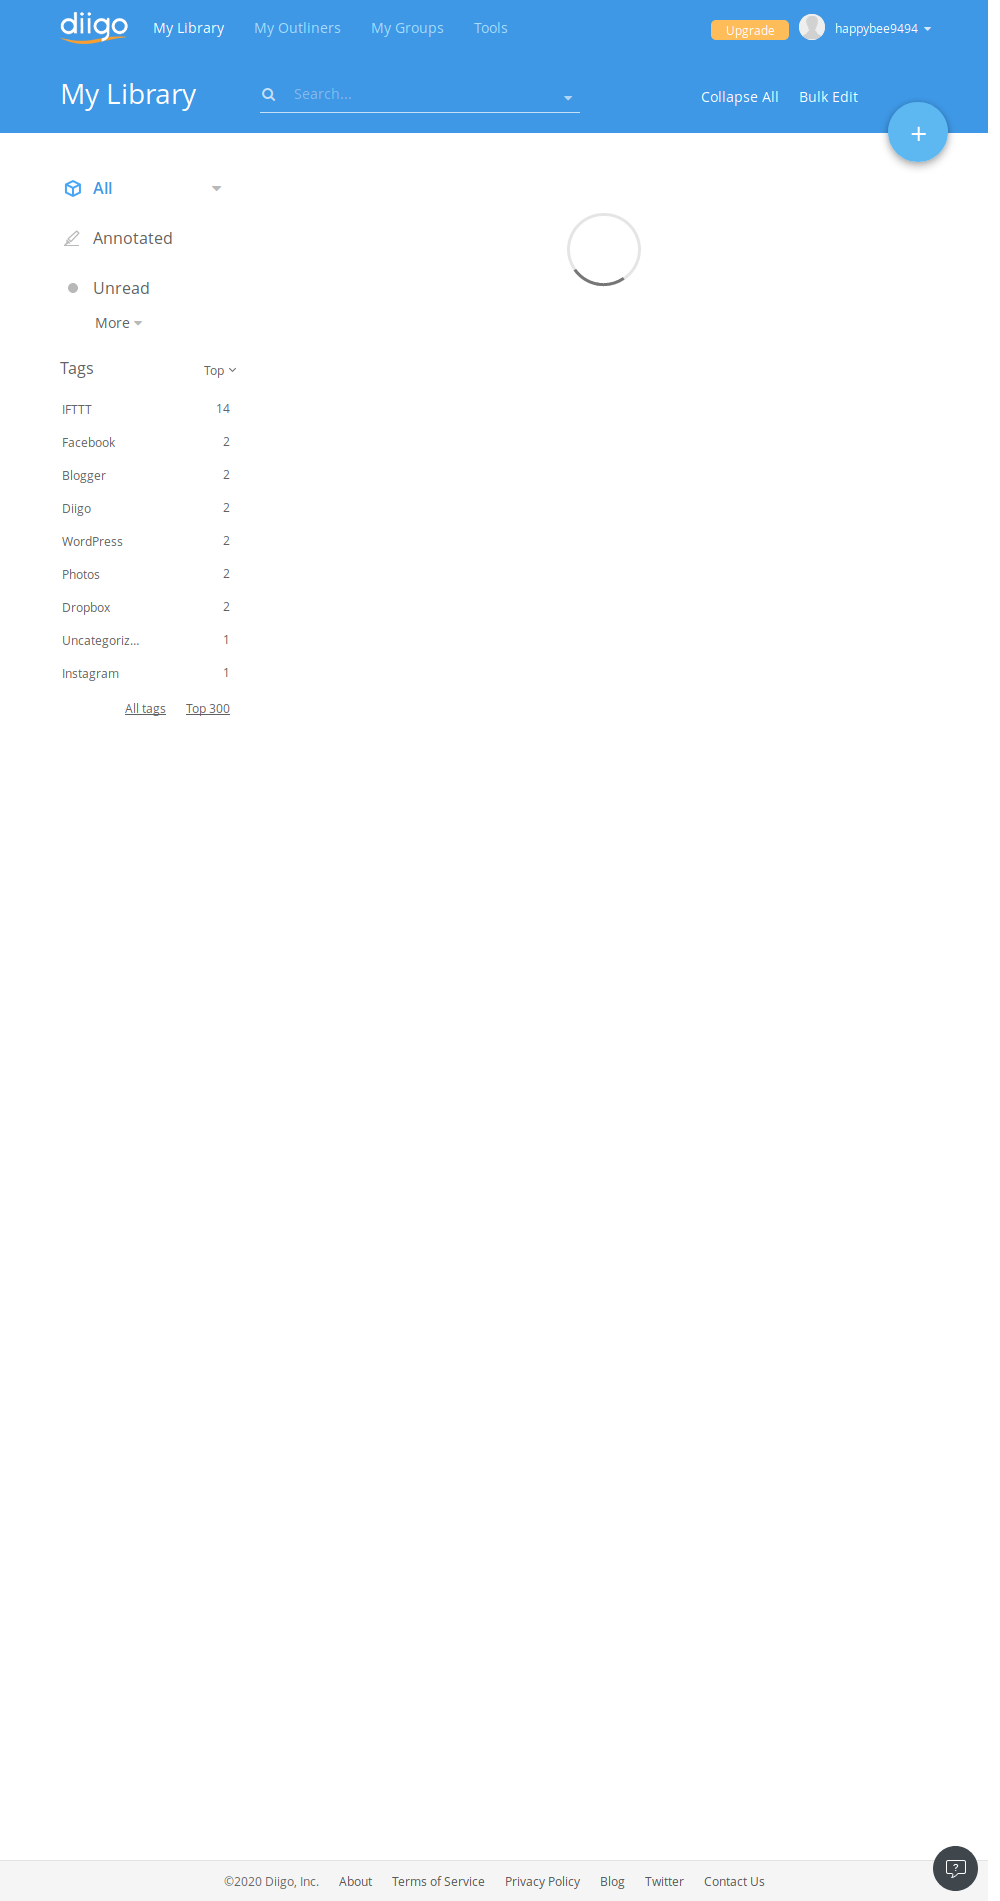 diigo My Library My Outliners My Groups Tools Upgrade happybee9494
My Library Search... Collapse All Bulk Edit
+
All
Annotated
Unread
More
Tags Top
IFTTT 14
Facebook 2
Blogger 2
Diigo 2
WordPress 2
Photos 2
Dropbox 2
Uncategoriz... 1
Instagram 1
All tags Top 300
?
©2020 Diigo, Inc. About Terms of Service Privacy Policy Blog Twitter Contact Us